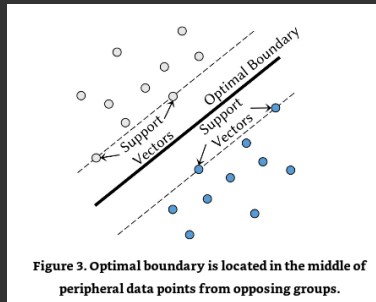 Optimal Boundary
Support
Vectors
Support
Vectors
Figure 3. Optimal boundary is located in the middle of
peripheral data points from opposing groups.